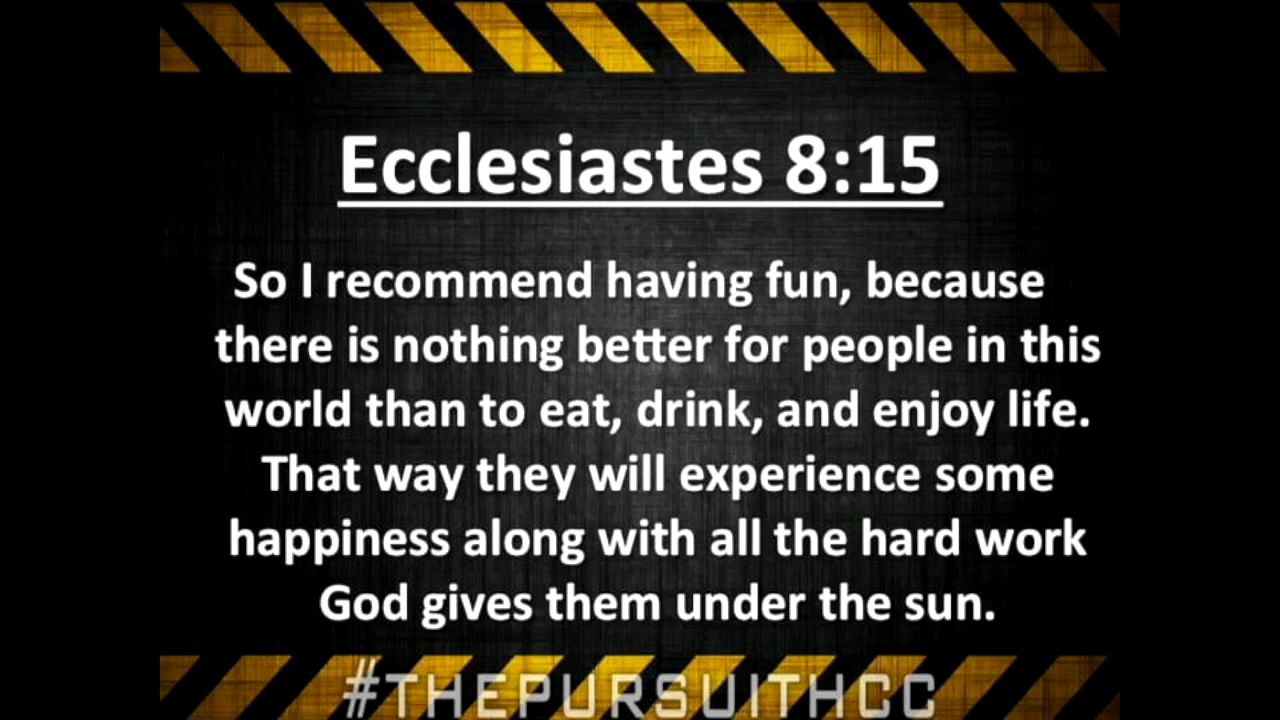 Ecclesiastes 8:15
So I recommend having fun, because
there is nothing better for people in this
world than to eat, drink, and enjoy life.
That way they will experience some
happiness along with all the hard work
God gives them under the sun.
#THEPURSUITHCC